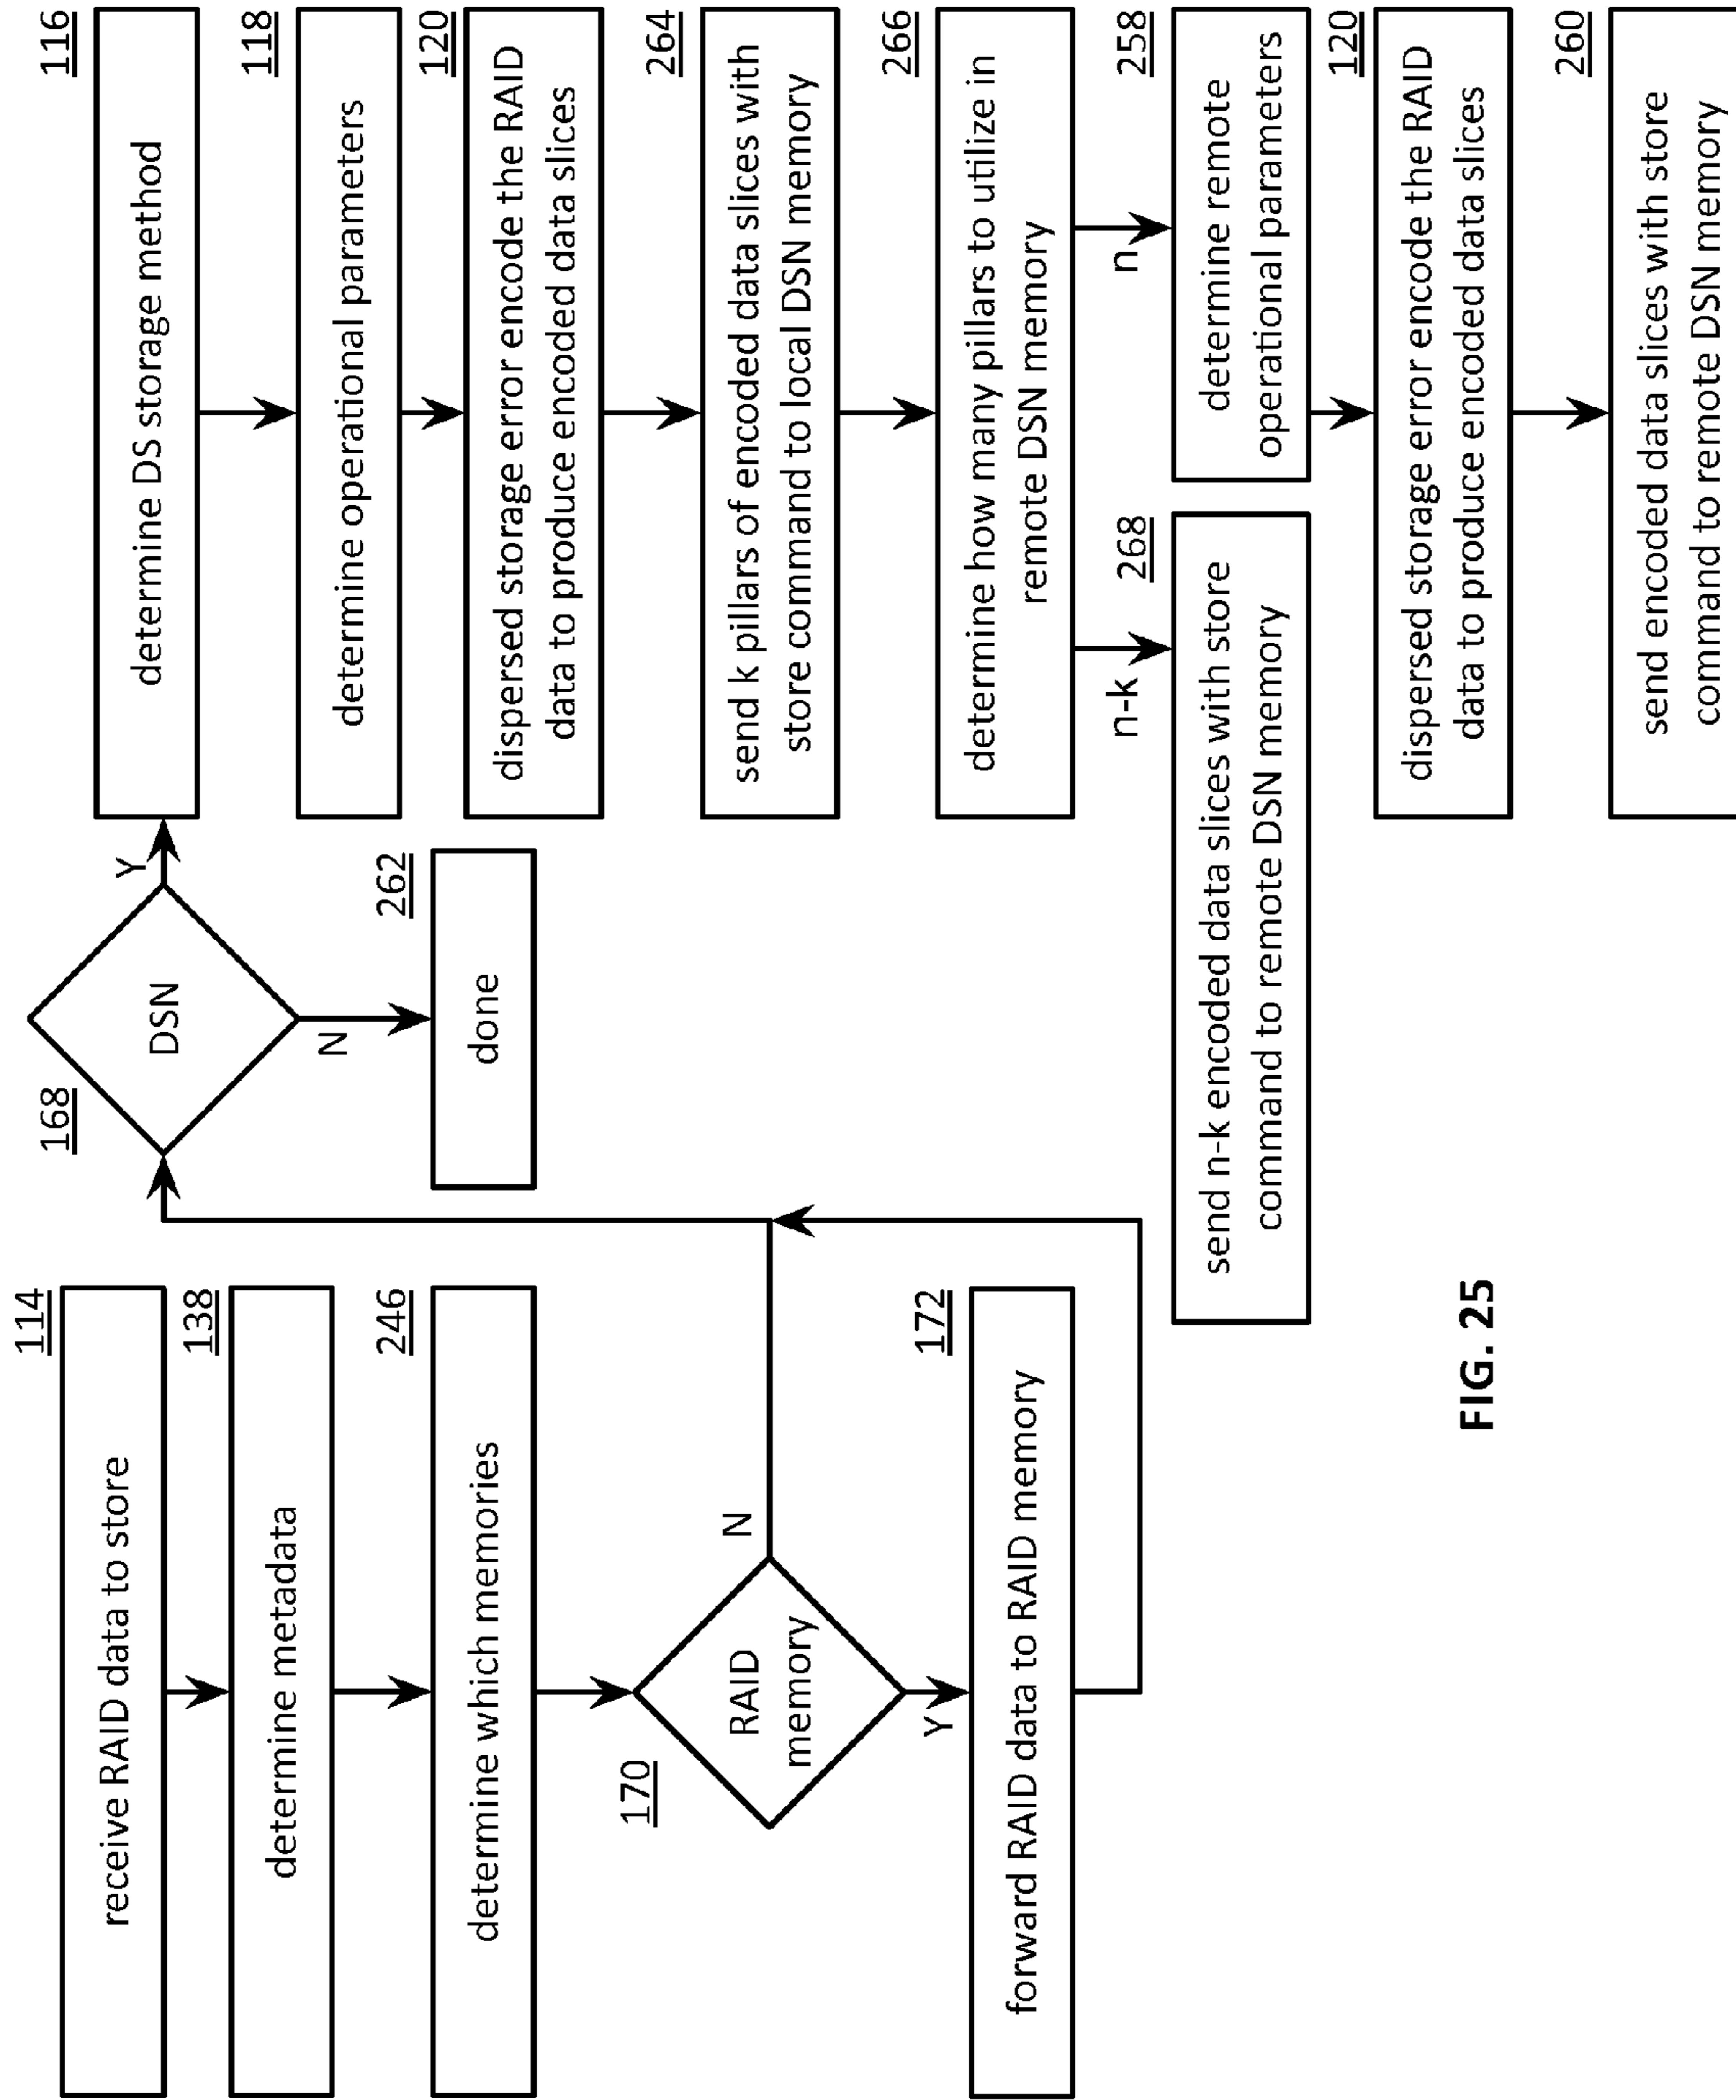 114
receive RAID data to store
138
determine metadata
246
determine which memories
170
RAID
memory
N
Y
172
forward RAID data to RAID memory
168
DSN
Y
N
262
done
116
determine DS storage method
118
determine operational parameters
120
dispersed storage error encode the RAID
data to produce encoded data slices
264
send k pillars of encoded data slices with
store command to local DSN memory
266
determine how many pillars to utilize in
remote DSN memory
n-k
n
268
send n-k encoded data slices with store
command to remote DSN memory
258
determine remote
operational parameters
120
dispersed storage error encode the RAID
data to produce encoded data slices
260
send encoded data slices with store
command to remote DSN memory
FIG. 25